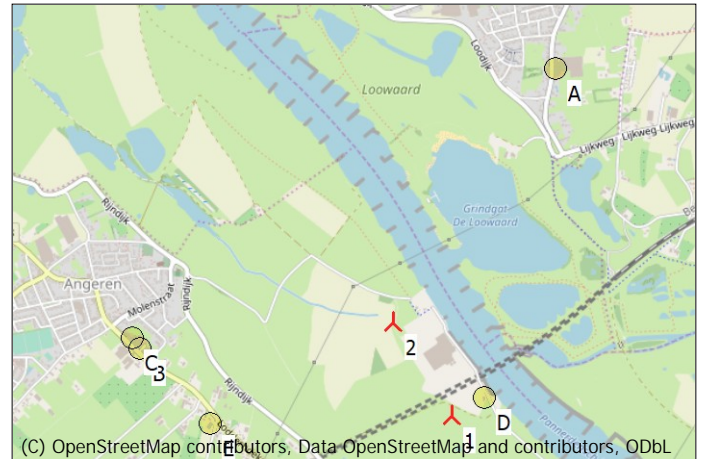 Loodijk
Loowaard
A
Lijkweg Lijkweg Lijkweg
Grindgat
De Loowaard
Rijndijk
Angeren
Molenstraat
Rijndijk
2
C
3
Rijndijk
D
1
E
(C) OpenStreetMap contributors, Data OpenStreetMap and contributors, ODbL